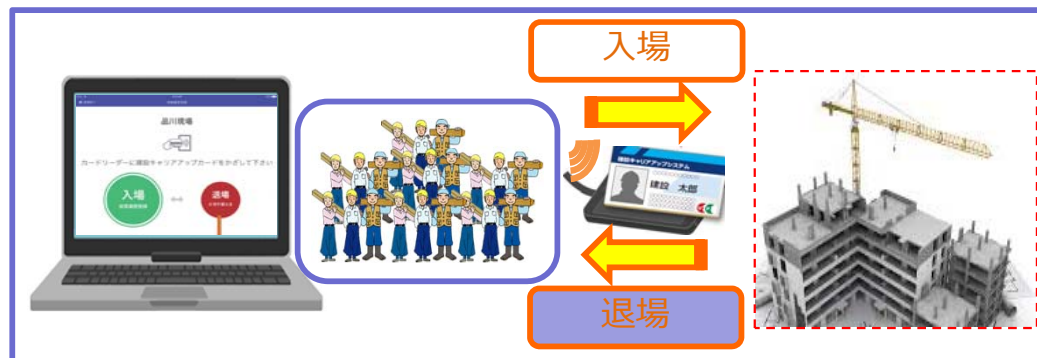 入場
品川現場
カードリーダーに建設キャリアアップカードをかざして下さい
入場
退場
建設キャリアアップシステム
建設 太郎
退場